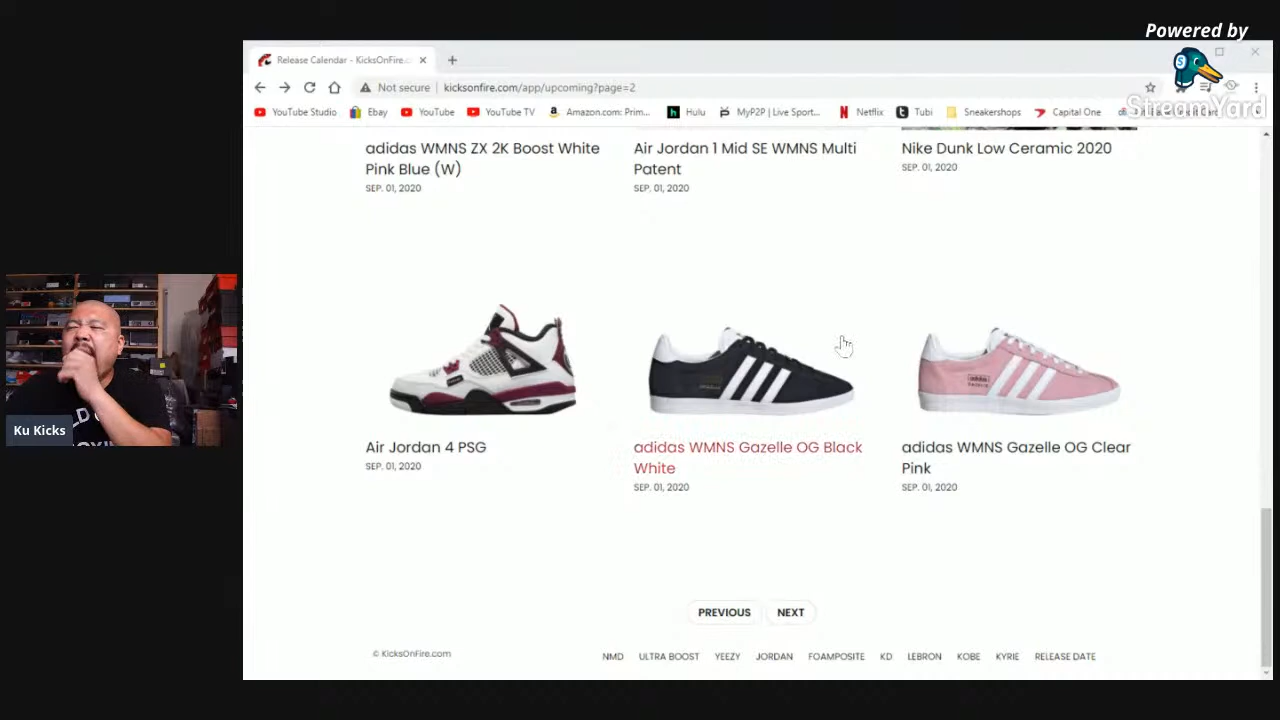 Powered by
StreamYard
Release Calendar - KicksOnFire.c
Not secure
kicksonfire.com/app/upcoming?page=2
YouTube Studio
Ebay
YouTube
YouTube TV
Amazon.com: Prim...
Hulu
MyP2P | Live Sport...
Netflix
Tubi
Sneakershops
Capital One
adidas WMNS ZX 2K Boost White
Pink Blue (W)
SEP. 01, 2020
Air Jordan 1 Mid SE WMNS Multi
Patent
SEP. 01, 2020
Nike Dunk Low Ceramic 2020
SEP. 01, 2020
Ku Kicks
Air Jordan 4 PSG
SEP. 01, 2020
adidas WMNS Gazelle OG Black
White
SEP. 01, 2020
adidas WMNS Gazelle OG Clear
Pink
SEP. 01, 2020
PREVIOUS
NEXT
© KicksOnFire.com
NMD ULTRA BOOST YEEZY JORDAN FOAMPOSITE KD LEBRON KOBE KYRIE RELEASE DATE